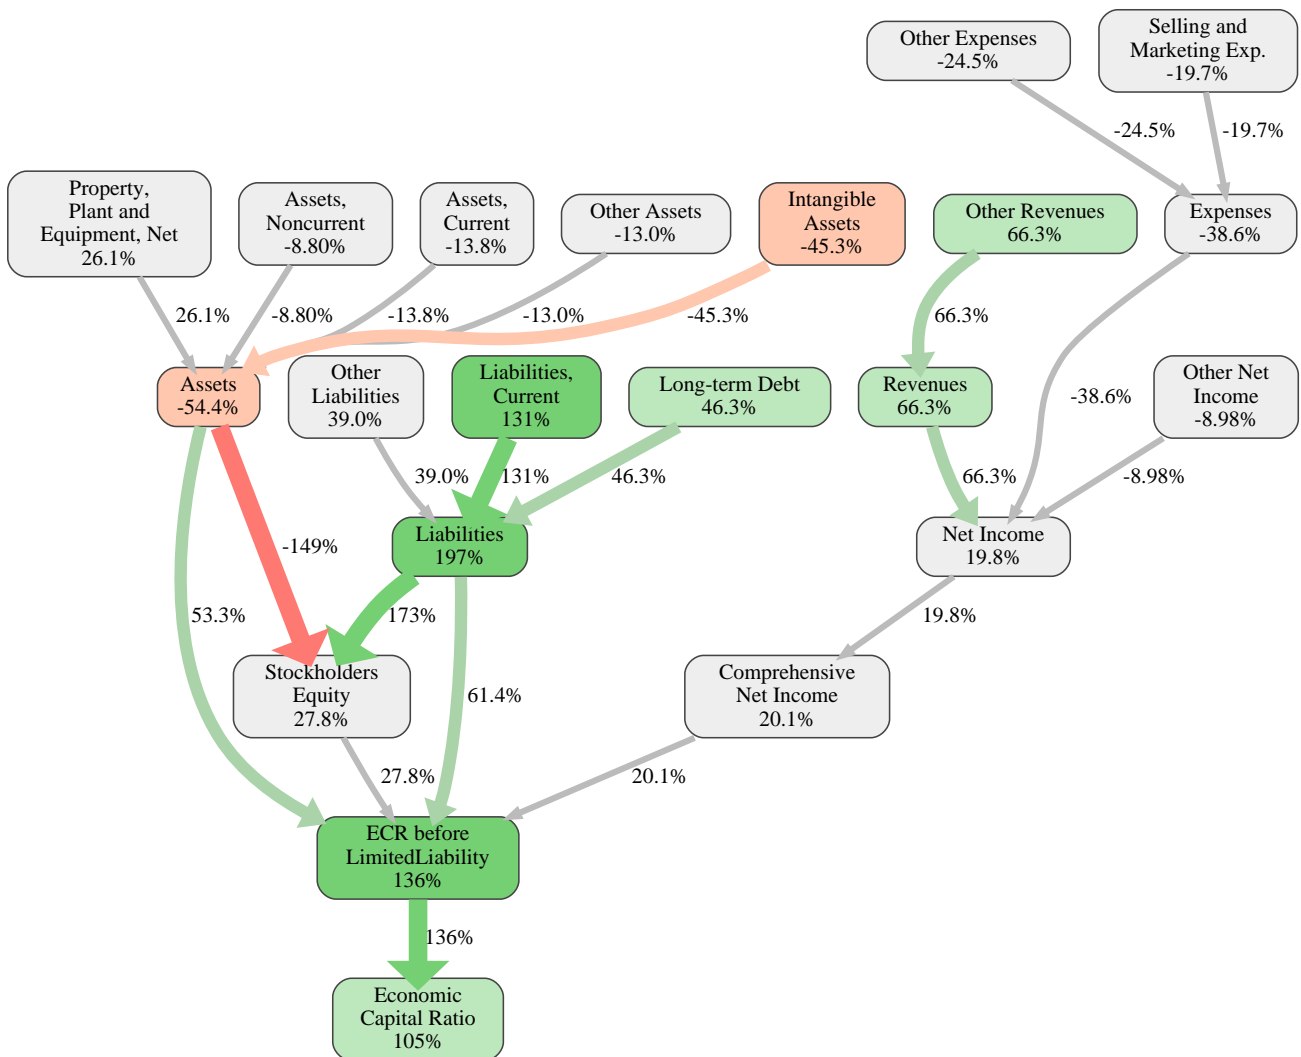 Other Expenses
-24.5%
Selling and
Marketing Exp.
-19.7%
-24.5%
-19.7%
Property,
Plant and
Equipment, Net
26.1%
Assets,
Noncurrent
-8.80%
Assets,
Current
-13.8%
Other Assets
-13.0%
Intangible
Assets
-45.3%
Other Revenues
66.3%
Expenses
-38.6%
26.1%
-8.80%
-13.8%
-13.0%
-45.3%
66.3%
Assets
-54.4%
Other
Liabilities
39.0%
Liabilities,
Current
131%
Long-term Debt
46.3%
Revenues
66.3%
-38.6%
Other Net
Income
-8.98%
39.0%
131%
46.3%
66.3%
-8.98%
-149%
Liabilities
197%
Net Income
19.8%
53.3%
173%
19.8%
Stockholders
Equity
27.8%
61.4%
Comprehensive
Net Income
20.1%
27.8%
20.1%
ECR before
LimitedLiability
136%
136%
Economic
Capital Ratio
105%